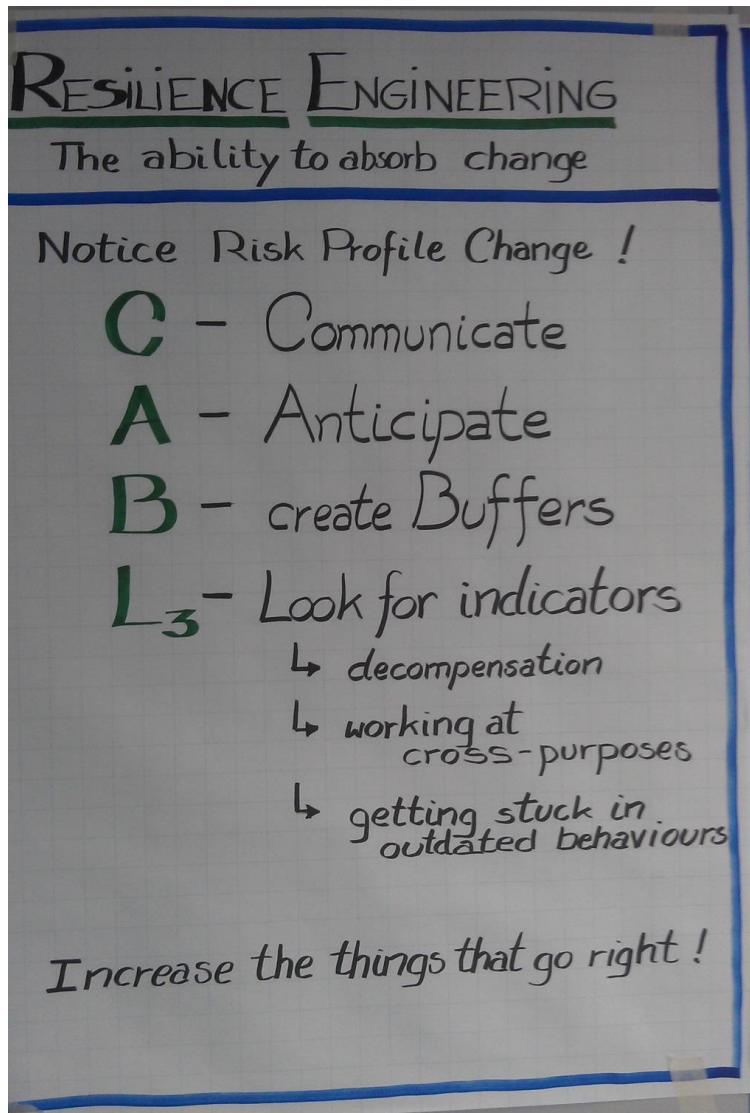 RESILIENCE ENGINEERING
The ability to absorb change
Notice Risk Profile Change !
C - Communicate
A - Anticipate
B - create Buffers
L3 - Look for indicators
↳ decompensation
↳ working at
cross-purposes
↳ getting stuck in
outdated behaviours
Increase the things that go right !